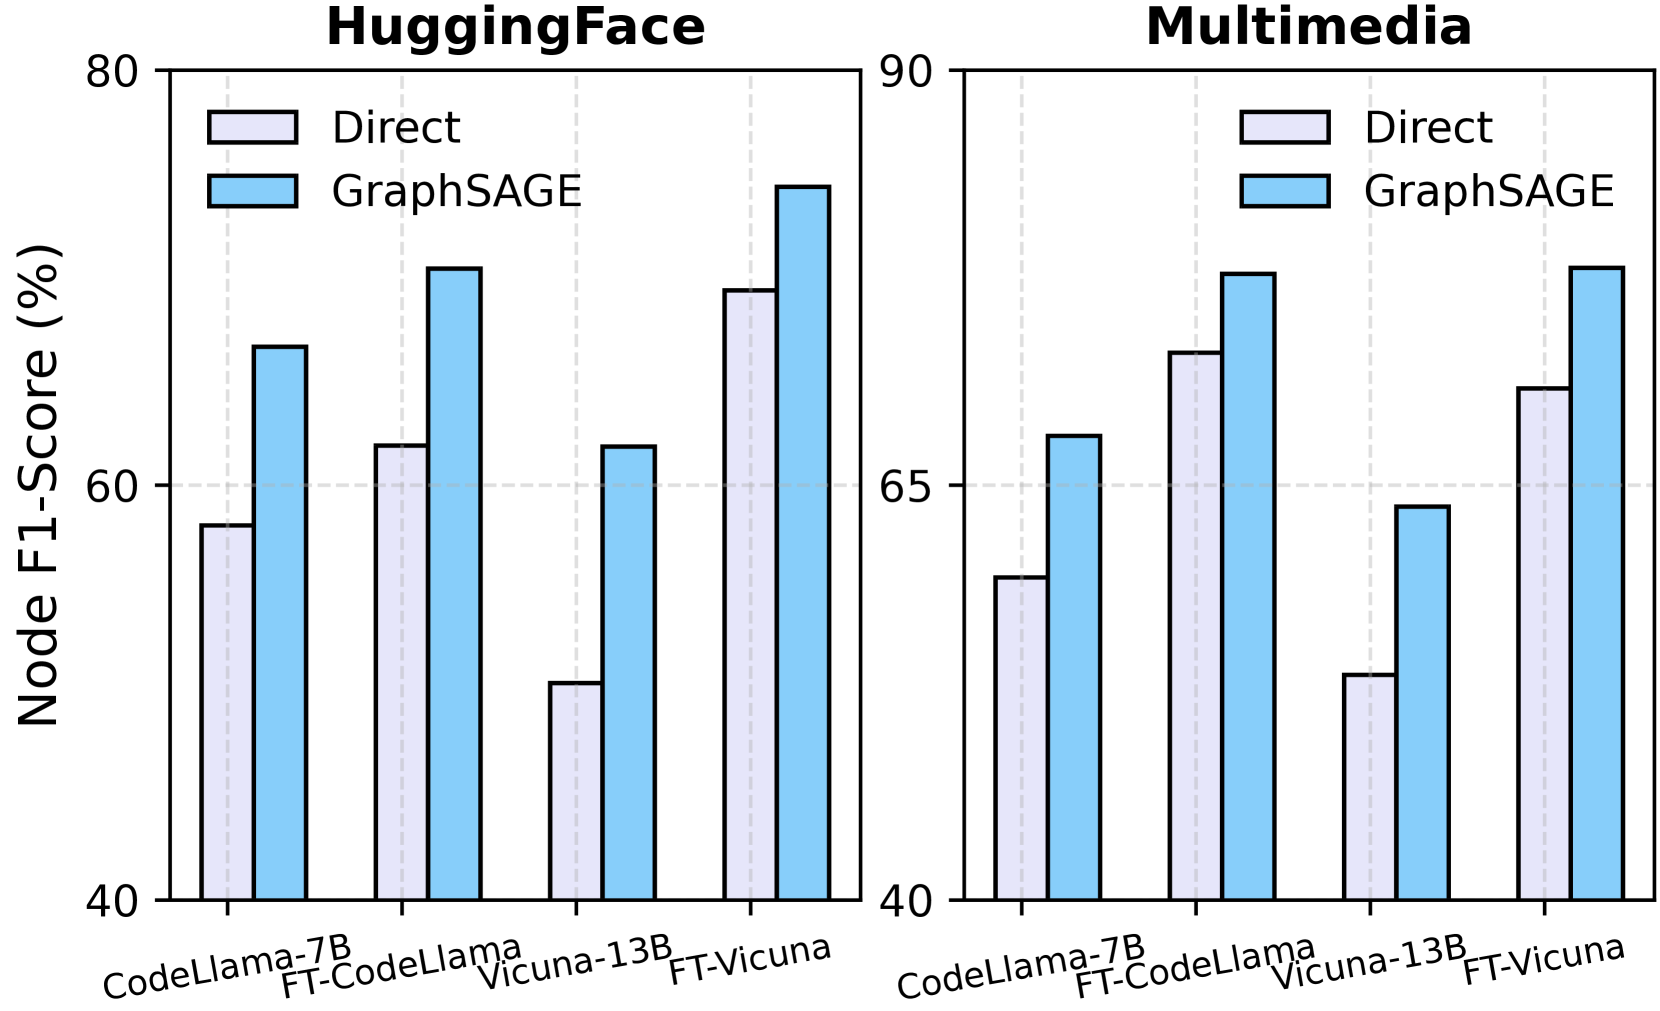 HuggingFace
Multimedia
Node F1-Score (%)
80
60
40
Direct
GraphSAGE
CodeLlama-7B
FT-CodeLlama
Vicuna-13B
FT-Vicuna
90
65
40
Direct
GraphSAGE
CodeLlama-7B
FT-CodeLlama
Vicuna-13B
FT-Vicuna